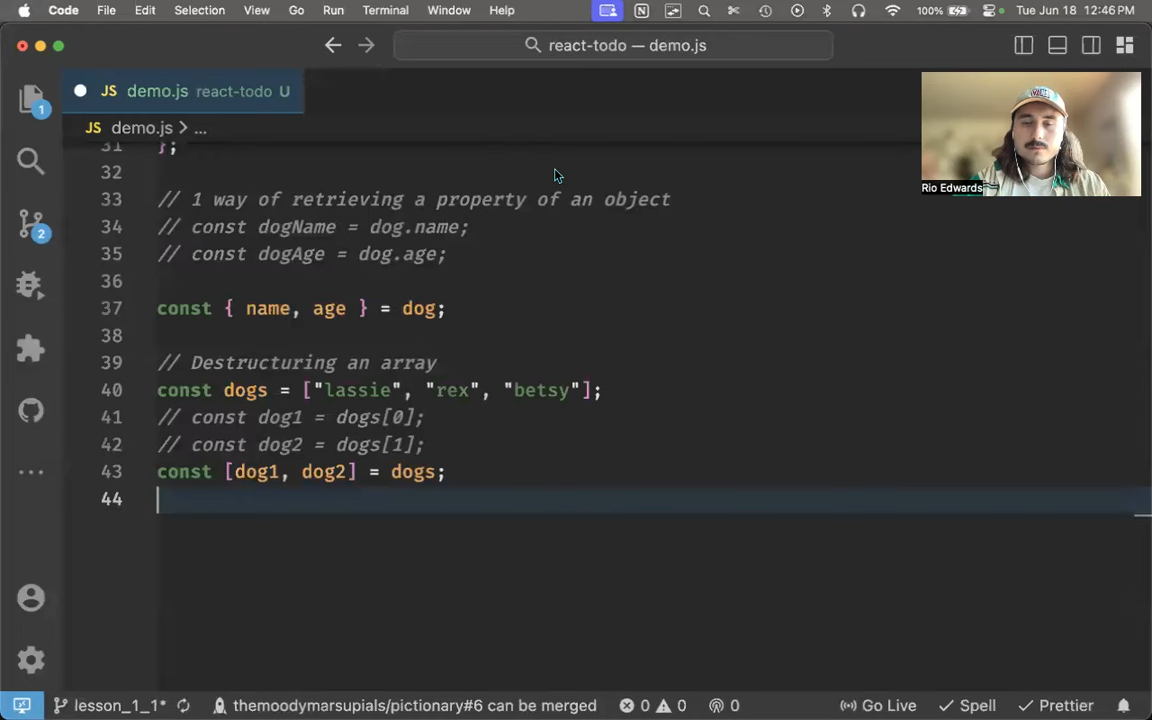 Code File Edit Selection View Go Run Terminal Window Help 100% Tue Jun 18 12:46 PM
react-todo — demo.js
1
JS demo.js react-todo U
JS demo.js > ...
Rio Edwards
31 };
32
33 // 1 way of retrieving a property of an object
34 // const dogName = dog.name;
35 // const dogAge = dog.age;
36
2
37 const { name, age } = dog;
38
39 // Destructuring an array
40 const dogs = ["lassie", "rex", "betsy"];
41 // const dog1 = dogs[0];
42 // const dog2 = dogs[1];
43 const [dog1, dog2] = dogs;
44
lesson_1_1* themoodymarsupials/pictionary#6 can be merged 0 0 0 Go Live Spell Prettier